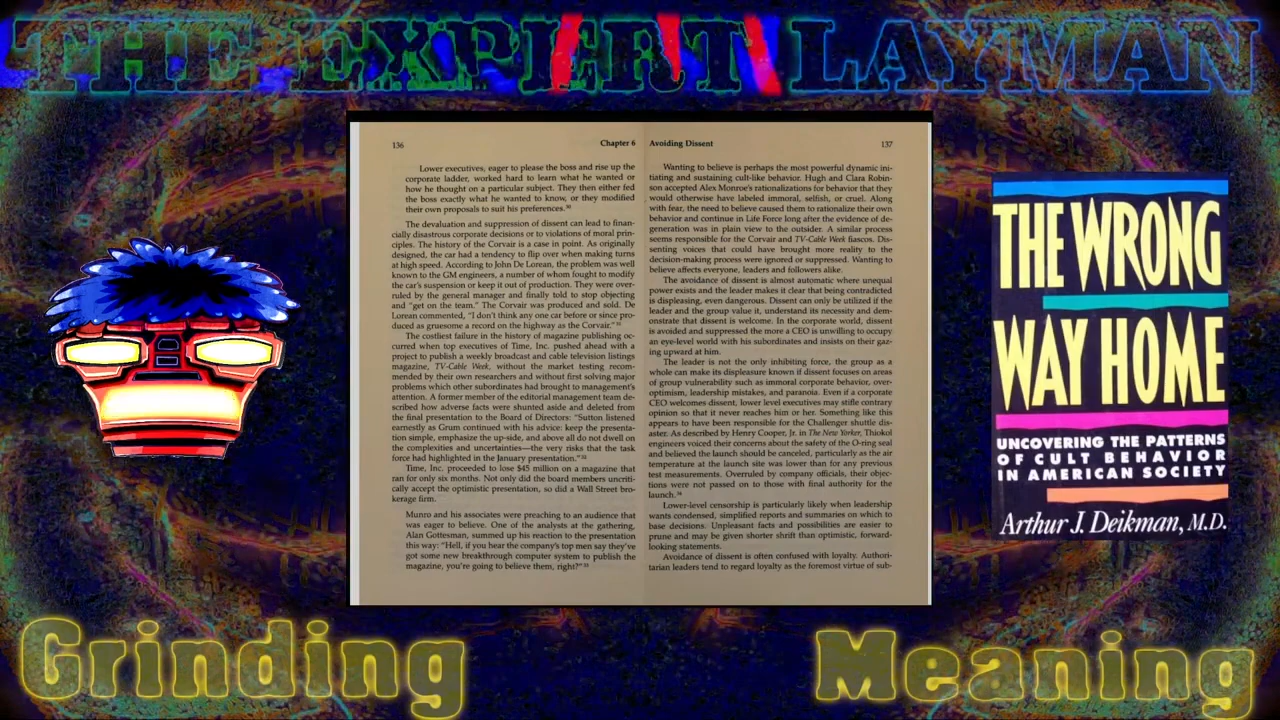 THE EXPERT LAYMAN
136
Chapter 6
Lower executives, eager to please the boss and rise up the
corporate ladder, worked hard to learn what he wanted or
how he thought on a particular subject. They then either fed
the boss exactly what he wanted to know, or they modified
their own proposals to suit his preferences.30
The devaluation and suppression of dissent can lead to finan-
cially disastrous corporate decisions or to violations of moral prin-
ciples. The history of the Corvair is a case in point. As originally
designed, the car had a tendency to flip over when making turns
at high speed. According to John De Lorean, the problem was well
known to the GM engineers, a number of whom fought to modify
the car's suspension or keep it out of production. They were over-
ruled by the general manager and finally told to stop objecting
and "get on the team." The Corvair was produced and sold. De
Lorean commented, "I don't think any one car before or since pro-
duced as gruesome a record on the highway as the Corvair."31
The costliest failure in the history of magazine publishing oc-
curred when top executives of Time, Inc. pushed ahead with a
project to publish a weekly broadcast and cable television listings
magazine, TV-Cable Week, without the market testing recom-
mended by their own researchers and without first solving major
problems which other subordinates had brought to management's
attention. A former member of the editorial management team de-
scribed how adverse facts were shunted aside and deleted from
the final presentation to the Board of Directors: "Sutton listened
earnestly as Grum continued with his advice: keep the presenta-
tion simple, emphasize the up-side, and above all do not dwell on
the complexities and uncertainties—the very risks that the task
force had highlighted in the January presentation."32
Time, Inc. proceeded to lose $45 million on a magazine that
ran for only six months. Not only did the board members uncriti-
cally accept the optimistic presentation, so did a Wall Street bro-
kerage firm.
Munro and his associates were preaching to an audience that
was eager to believe. One of the analysts at the gathering,
Alan Gottesman, summed up his reaction to the presentation
this way: "Hell, if you hear the company's top men say they've
got some new breakthrough computer system to publish the
magazine, you're going to believe them, right?"33
Avoiding Dissent
137
Wanting to believe is perhaps the most powerful dynamic ini-
tiating and sustaining cult-like behavior. Hugh and Clara Robin-
son accepted Alex Monroe's rationalizations for behavior that they
would otherwise have labeled immoral, selfish, or cruel. Along
with fear, the need to believe caused them to rationalize their own
behavior and continue in Life Force long after the evidence of de-
generation was in plain view to the outsider. A similar process
seems responsible for the Corvair and TV-Cable Week fiascos. Dis-
senting voices that could have brought more reality to the
decision-making process were ignored or suppressed. Wanting to
believe affects everyone, leaders and followers alike.
The avoidance of dissent is almost automatic where unequal
power exists and the leader makes it clear that being contradicted
is displeasing, even dangerous. Dissent can only be utilized if the
leader and the group value it, understand its necessity and dem-
onstrate that dissent is welcome. In the corporate world, dissent
is avoided and suppressed the more a CEO is unwilling to occupy
an eye-level world with his subordinates and insists on their gaz-
ing upward at him.
The leader is not the only inhibiting force, the group as a
whole can make its displeasure known if dissent focuses on areas
of group vulnerability such as immoral corporate behavior, over-
optimism, leadership mistakes, and paranoia. Even if a corporate
CEO welcomes dissent, lower level executives may stifle contrary
opinion so that it never reaches him or her. Something like this
appears to have been responsible for the Challenger shuttle dis-
aster. As described by Henry Cooper, Jr. in The New Yorker, Thiokol
engineers voiced their concerns about the safety of the O-ring seal
and believed the launch should be canceled, particularly as the air
temperature at the launch site was lower than for any previous
test measurements. Overruled by company officials, their objec-
tions were not passed on to those with final authority for the
launch.34
Lower-level censorship is particularly likely when leadership
wants condensed, simplified reports and summaries on which to
base decisions. Unpleasant facts and possibilities are easier to
prune and may be given shorter shrift than optimistic, forward-
looking statements.
Avoidance of dissent is often confused with loyalty. Authori-
tarian leaders tend to regard loyalty as the foremost virtue of sub-
THE WRONG
WAY HOME
UNCOVERING THE PATTERNS
OF CULT BEHAVIOR
IN AMERICAN SOCIETY
Arthur J. Deikman, M.D.
Grinding
Meaning